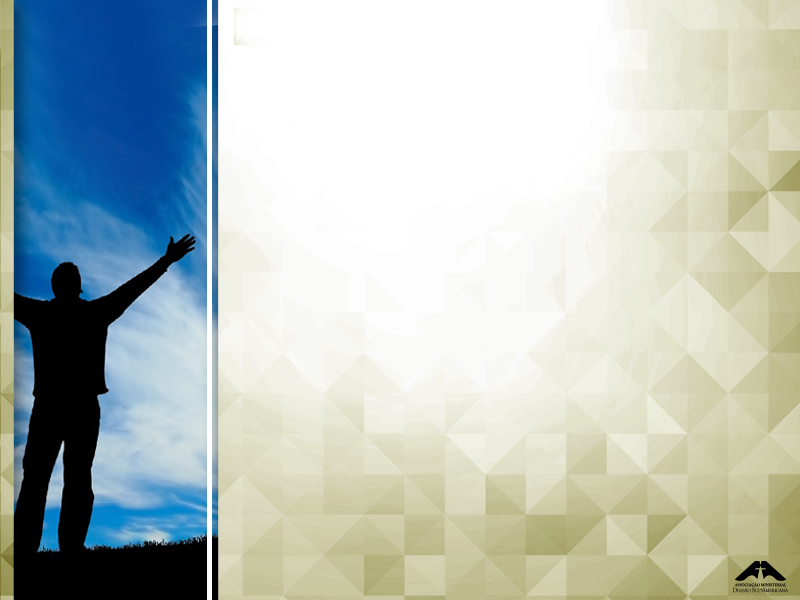 ASSOCIAÇÃO MINISTERIAL
DIVISÃO SUL-AMERICANA